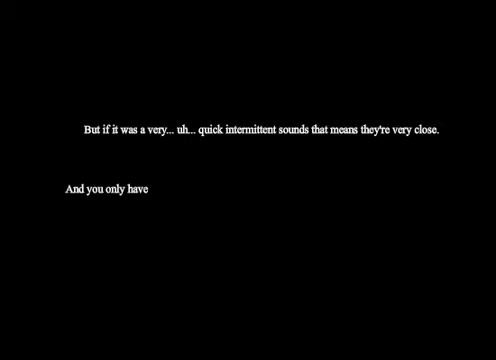 But if it was a very... uh... quick intermittent sounds that means they're very close.
And you only have